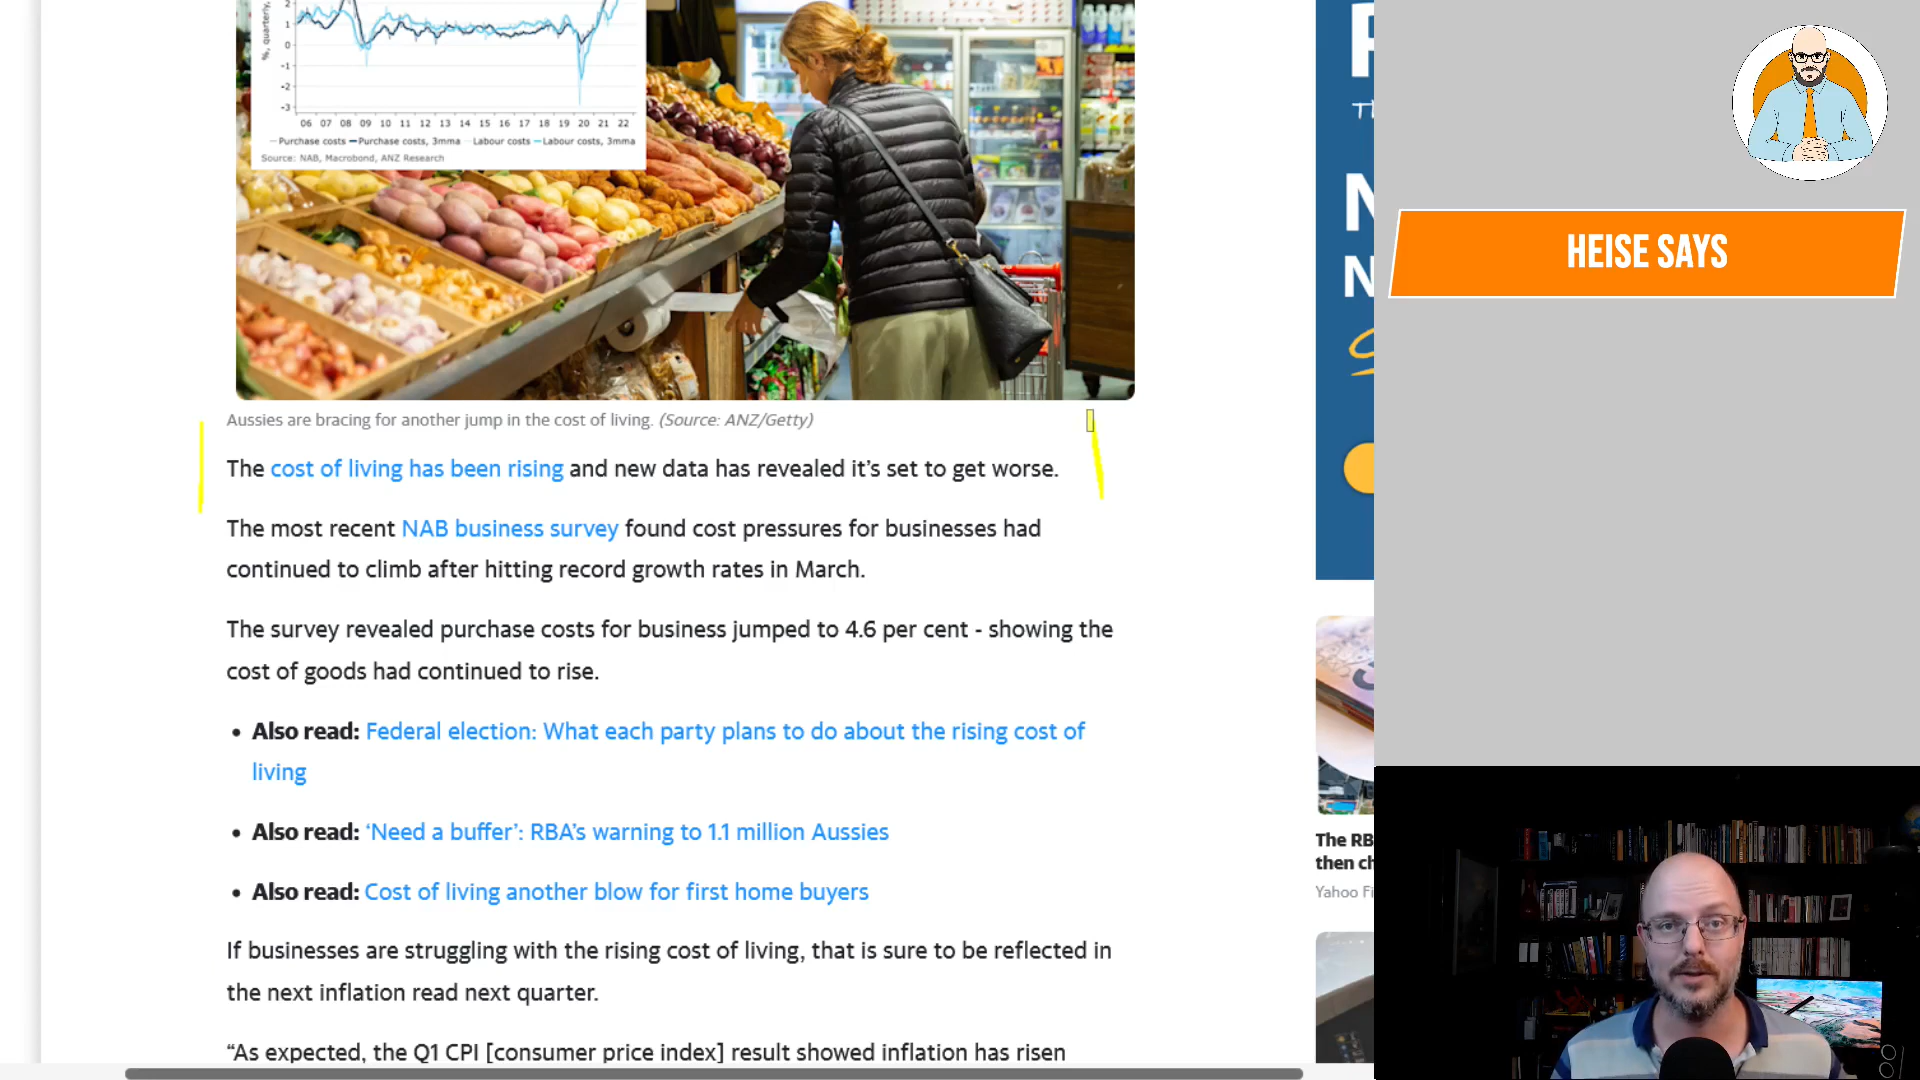 %, quarterly,
2
1
0
-1
-2
-3
06 07 08 09 10 11 12 13 14 15 16 17 18 19 20 21 22
Purchase costs Purchase costs, 3mma Labour costs Labour costs, 3mma
Source: NAB, Macrobond, ANZ Research
HEISE SAYS
Aussies are bracing for another jump in the cost of living. (Source: ANZ/Getty)
The cost of living has been rising and new data has revealed it's set to get worse.
The most recent NAB business survey found cost pressures for businesses had
continued to climb after hitting record growth rates in March.
The survey revealed purchase costs for business jumped to 4.6 per cent - showing the
cost of goods had continued to rise.
• Also read: Federal election: What each party plans to do about the rising cost of
living
• Also read: ‘Need a buffer’: RBA’s warning to 1.1 million Aussies
• Also read: Cost of living another blow for first home buyers
If businesses are struggling with the rising cost of living, that is sure to be reflected in
the next inflation read next quarter.
“As expected, the Q1 CPI [consumer price index] result showed inflation has risen
The RB
then ch
Yahoo Fi